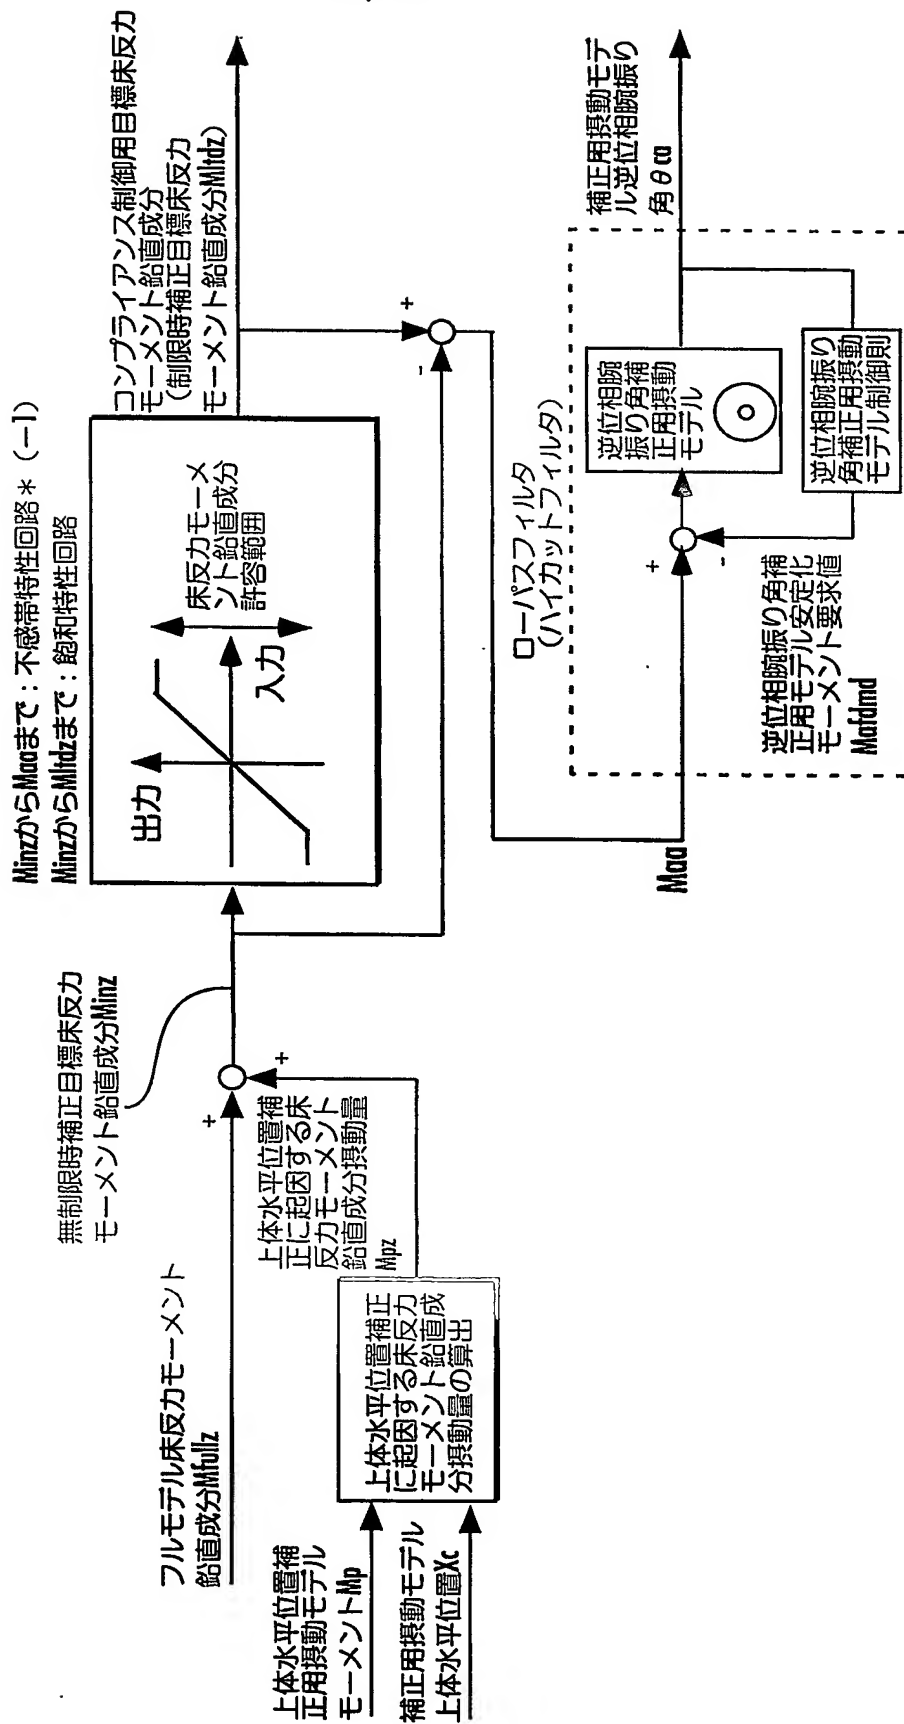 MinzからMaaまで：不感帯特性回路＊（－1）
MinzからMltdzまで：飽和特性回路
フルモデル床反力モーメント
鉛直成分Mfullz
無制限時補正目標床反力
モーメント鉛直成分Minz
出力
入力
床反力モーメ
ント鉛直成分
許容範囲
コンプライアンス制御用目標床反力
モーメント鉛直成分
（制限時補正目標床反力
モーメント鉛直成分Mltdz）
+
+
+
-
上体水平位置補
正用摂動モデル
モーメントMp
補正用摂動モデル
上体水平位置Xc
上体水平位置補正
に起因する床反力
モーメント鉛直成
分摂動量の算出
上体水平位置補
正に起因する床
反力モーメント
鉛直成分摂動量
Mpz
Maa
ローパスフィルタ
（ハイカットフィルタ）
+
-
逆位相腕
振り角補
正用摂動
モデル
逆位相腕振り
角補正用摂動
モデル制御則
逆位相腕振り角補
正用モデル安定化
モーメント要求値
Mafdmd
補正用摂動モデ
ル逆位相腕振り
角θca